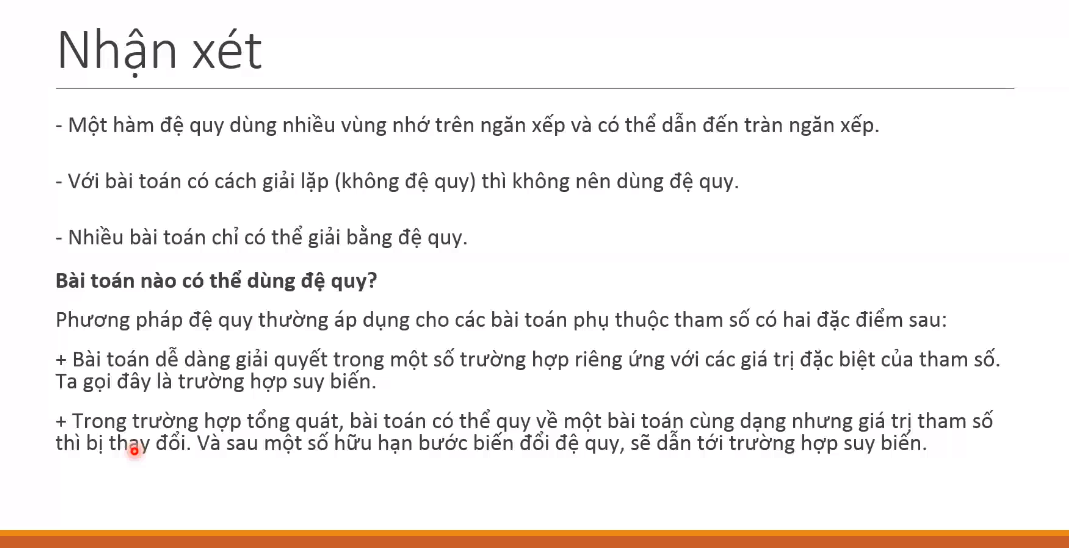 Nhận xét
- Một hàm đệ quy dùng nhiều vùng nhớ trên ngăn xếp và có thể dẫn đến tràn ngăn xếp.
- Với bài toán có cách giải lặp (không đệ quy) thì không nên dùng đệ quy.
- Nhiều bài toán chỉ có thể giải bằng đệ quy.
Bài toán nào có thể dùng đệ quy?
Phương pháp đệ quy thường áp dụng cho các bài toán phụ thuộc tham số có hai đặc điểm sau:
+ Bài toán dễ dàng giải quyết trong một số trường hợp riêng ứng với các giá trị đặc biệt của tham số.
Ta gọi đây là trường hợp suy biến.
+ Trong trường hợp tổng quát, bài toán có thể quy về một bài toán cùng dạng nhưng giá trị tham số
thì bị thay đổi. Và sau một số hữu hạn bước biến đổi đệ quy, sẽ dẫn tới trường hợp suy biến.